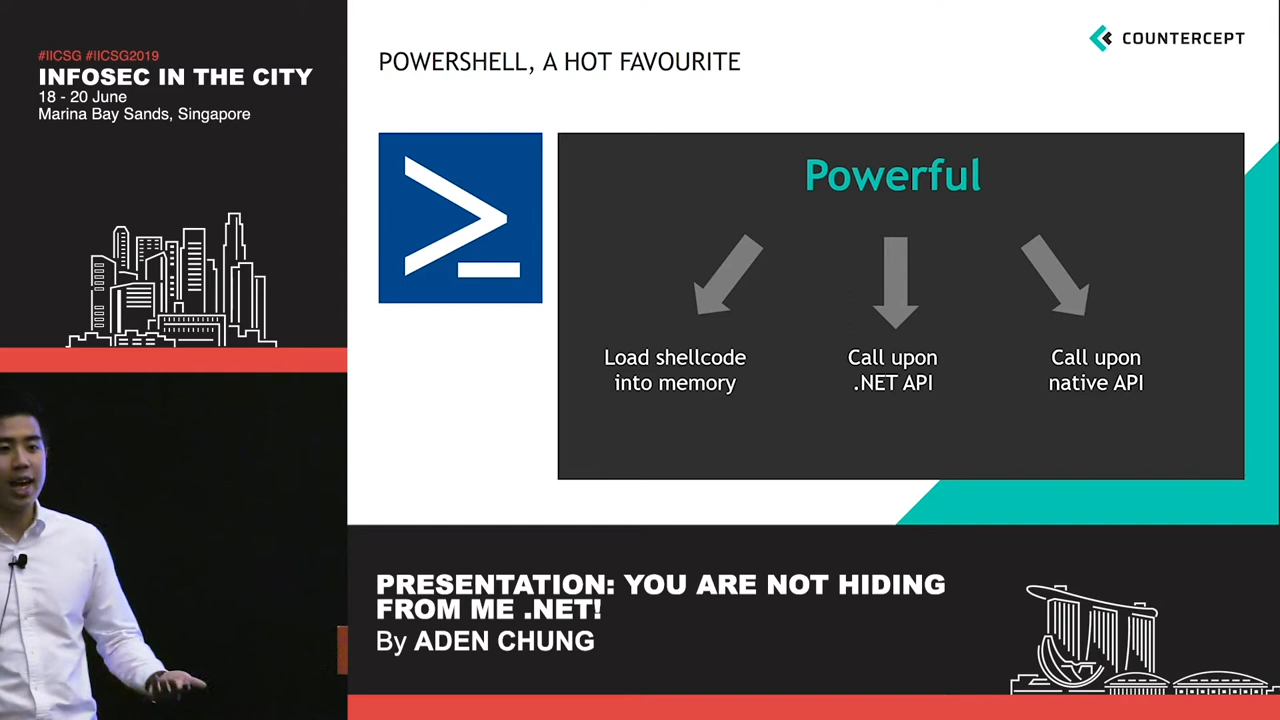 #IICSG #IICSG2019
INFOSEC IN THE CITY
18 - 20 June
Marina Bay Sands, Singapore
POWERSHELL, A HOT FAVOURITE
COUNTERCEPT
Powerful
Load shellcode
into memory
Call upon
.NET API
Call upon
native API
PRESENTATION: YOU ARE NOT HIDING
FROM ME .NET!
By ADEN CHUNG